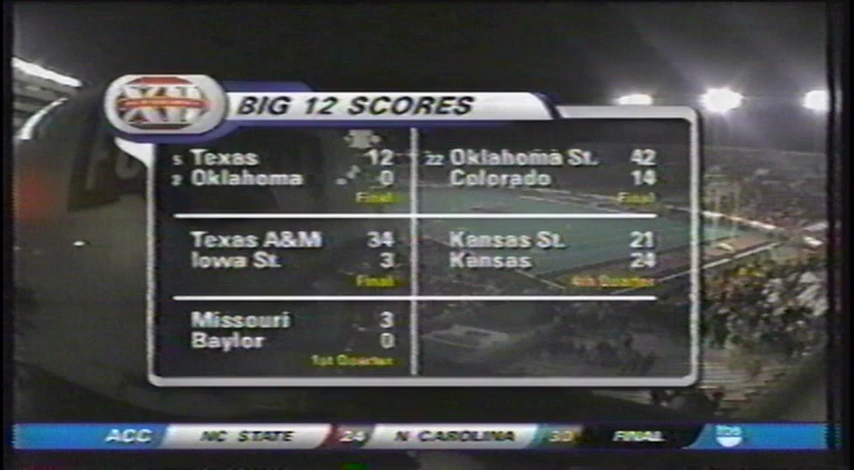 XII
BIG 12 SCORES
5 Texas 12
2 Oklahoma 0
Final
22 Oklahoma St. 42
Colorado 14
Final
Texas A&M 34
Iowa St. 3
Final
Kansas St. 21
Kansas 24
4th Quarter
Missouri 3
Baylor 0
1st Quarter
ACC NC STATE 24 N CAROLINA 30 FINAL tbs